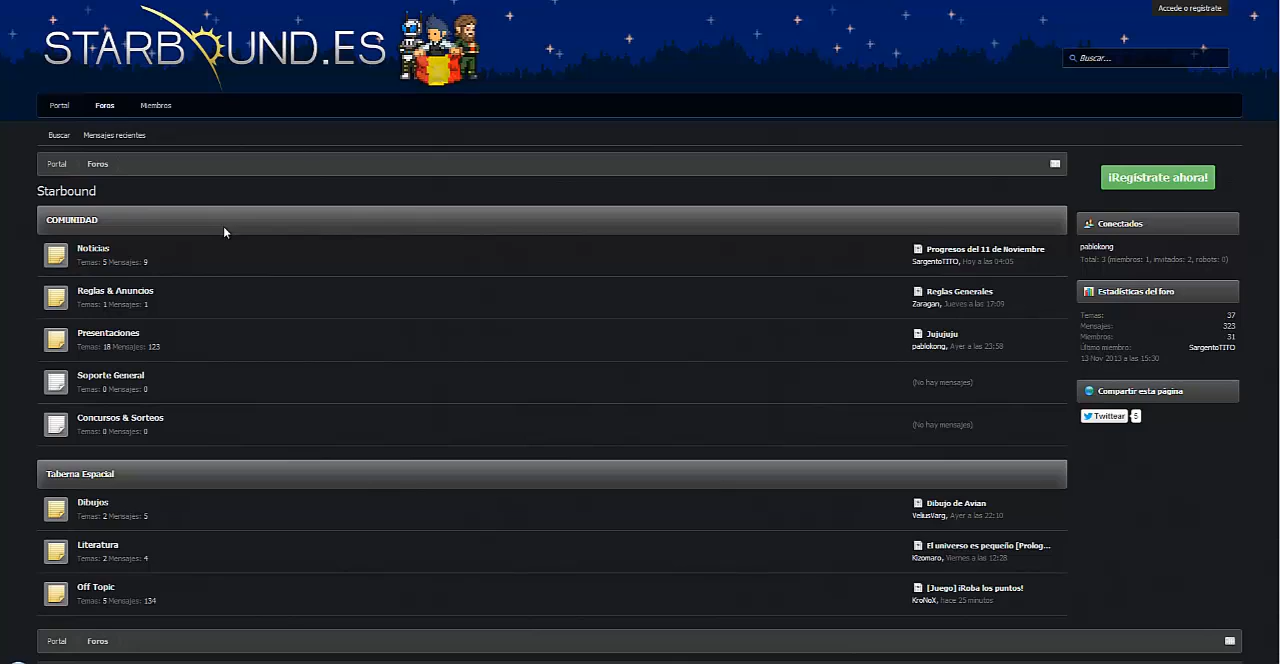 Accede o regístrate
STARBOUND.ES
Buscar...
Portal Foros Miembros
Buscar Mensajes recientes
Portal Foros
¡Regístrate ahora!
Starbound
COMUNIDAD
Noticias
Temas: 5 Mensajes: 9
Progresos del 11 de Noviembre
SargentoTITO, Hoy a las 04:05
Reglas & Anuncios
Temas: 1 Mensajes: 1
Reglas Generales
Zaragan, Jueves a las 17:09
Presentaciones
Temas: 18 Mensajes: 123
Jujujuju
pablokong, Ayer a las 23:58
Soporte General
Temas: 0 Mensajes: 0
(No hay mensajes)
Concursos & Sorteos
Temas: 0 Mensajes: 0
(No hay mensajes)
Taberna Espacial
Dibujos
Temas: 2 Mensajes: 5
Dibujo de Avian
VeliusVarg, Ayer a las 22:10
Literatura
Temas: 2 Mensajes: 4
El universo es pequeño [Prolog...
Kizomaro, Viernes a las 12:28
Off Topic
Temas: 5 Mensajes: 134
[Juego] ¡Roba los puntos!
KroNoX, hace 25 minutos
Portal Foros
Conectados
pablokong
Total: 3 (miembros: 1, invitados: 2, robots: 0)
Estadísticas del foro
Temas: 37
Mensajes: 323
Miembros: 31
Último miembro: SargentoTITO
13 Nov 2013 a las 15:30
Compartir esta página
Twittear 5